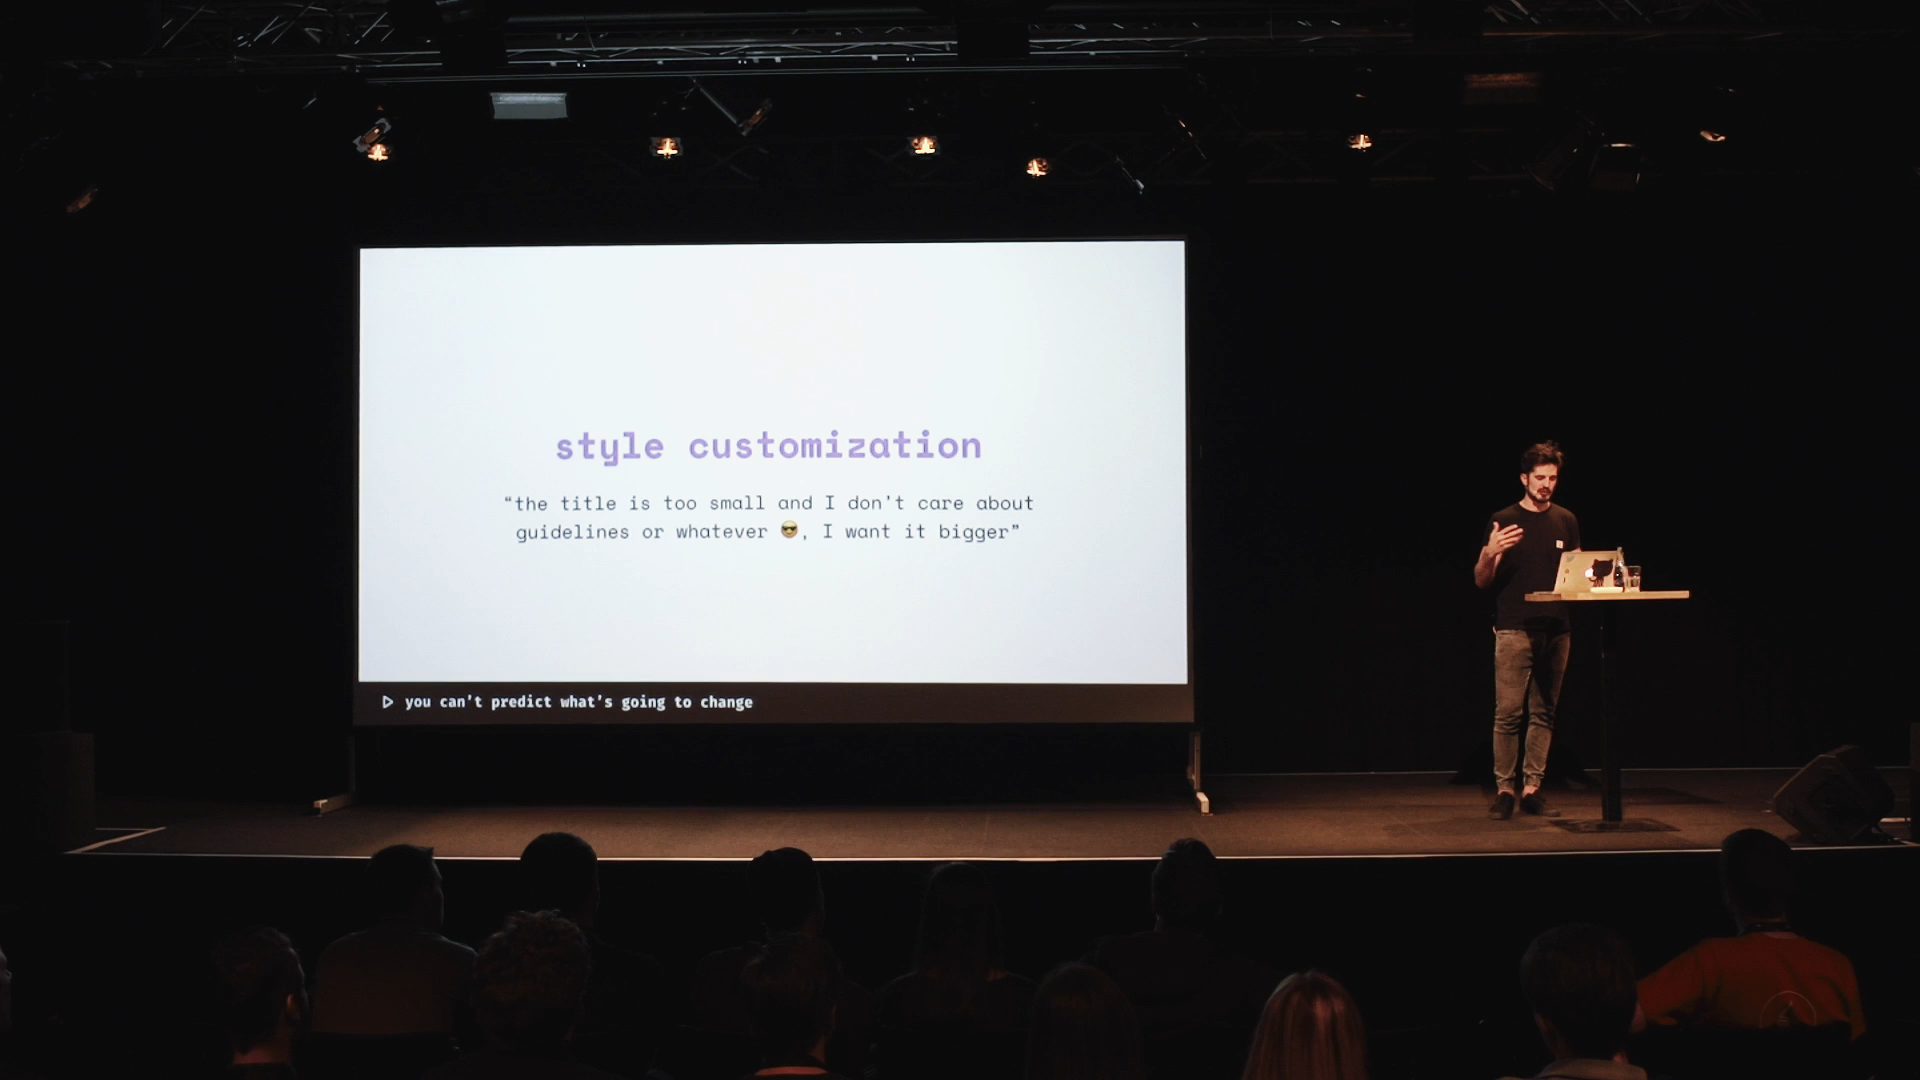 style customization
“the title is too small and I don't care about
guidelines or whatever 😎, I want it bigger”
▷ you can't predict what's going to change